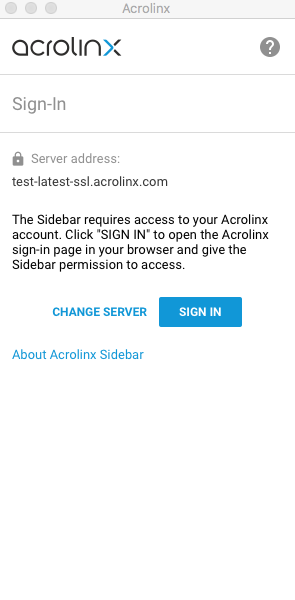 Acrolinx
acrolinx
?
Sign-In
Server address:
test-latest-ssl.acrolinx.com
The Sidebar requires access to your Acrolinx
account. Click "SIGN IN" to open the Acrolinx
sign-in page in your browser and give the
Sidebar permission to access.
CHANGE SERVER SIGN IN
About Acrolinx Sidebar